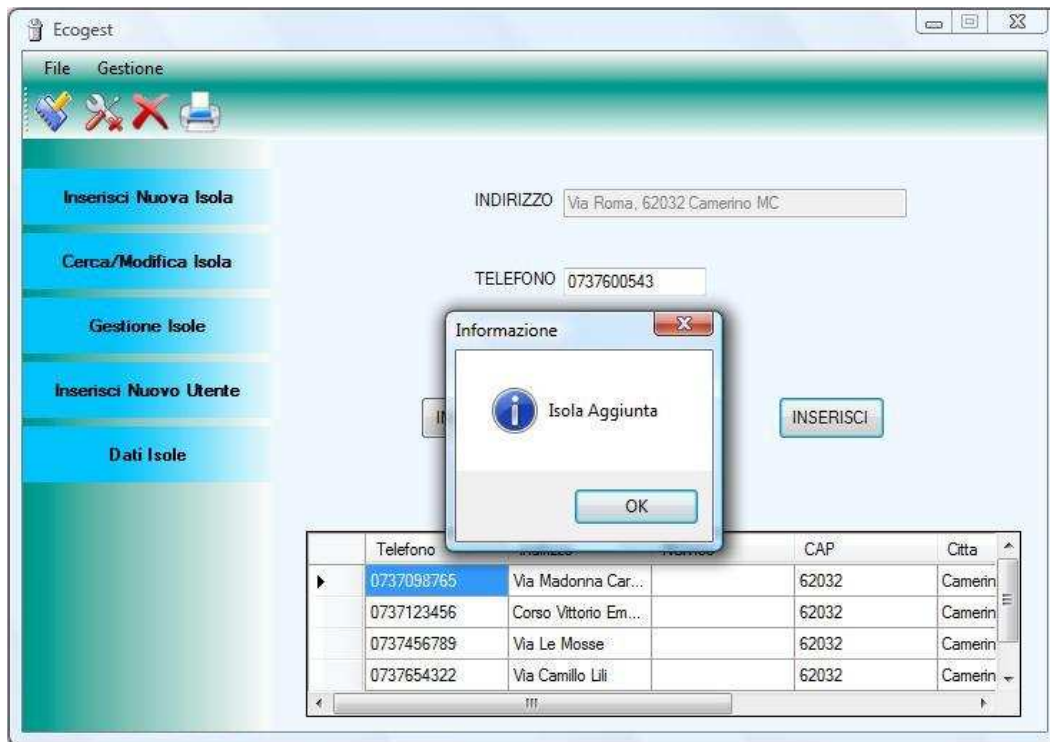 Ecogest
File Gestione
Inserisci Nuova Isola
Cerca/Modifica Isola
Gestione Isole
Inserisci Nuovo Utente
Dati Isole
INDIRIZZO Via Roma, 62032 Camerino MC
TELEFONO 0737600543
Informazione
Isola Aggiunta
OK
INSERISCI
Telefono CAP Citta
0737098765 Via Madonna Car... 62032 Camerin
0737123456 Corso Vittorio Em... 62032 Camerin
0737456789 Via Le Mosse 62032 Camerin
0737654322 Via Camillo Lili 62032 Camerin